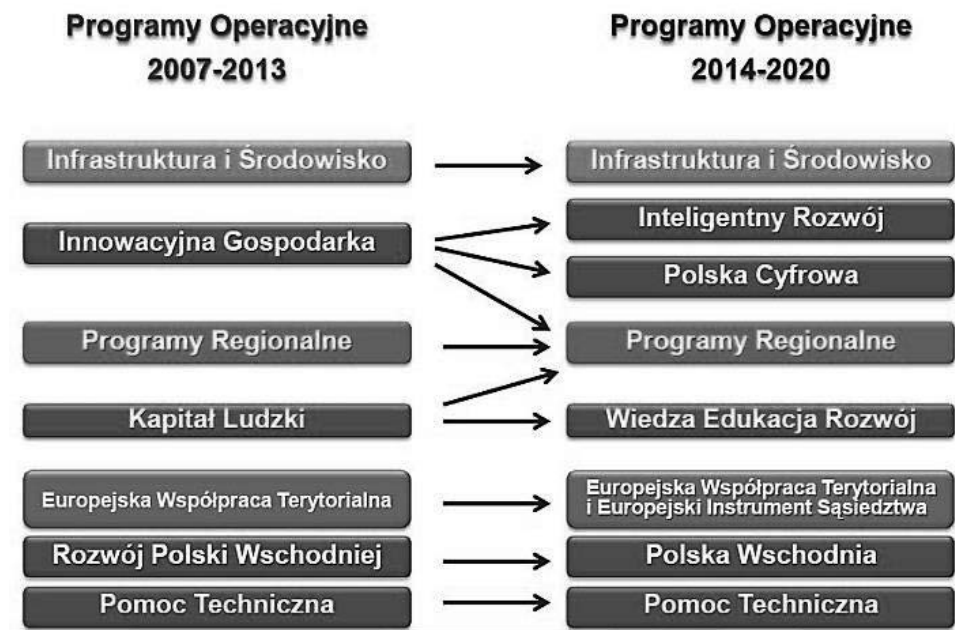 Programy Operacyjne
2007-2013
Programy Operacyjne
2014-2020
Infrastruktura i Środowisko
Infrastruktura i Środowisko
Innowacyjna Gospodarka
Inteligentny Rozwój
Polska Cyfrowa
Programy Regionalne
Programy Regionalne
Kapitał Ludzki
Wiedza Edukacja Rozwój
Europejska Współpraca Terytorialna
Europejska Współpraca Terytorialna
i Europejski Instrument Sąsiedztwa
Rozwój Polski Wschodniej
Polska Wschodnia
Pomoc Techniczna
Pomoc Techniczna